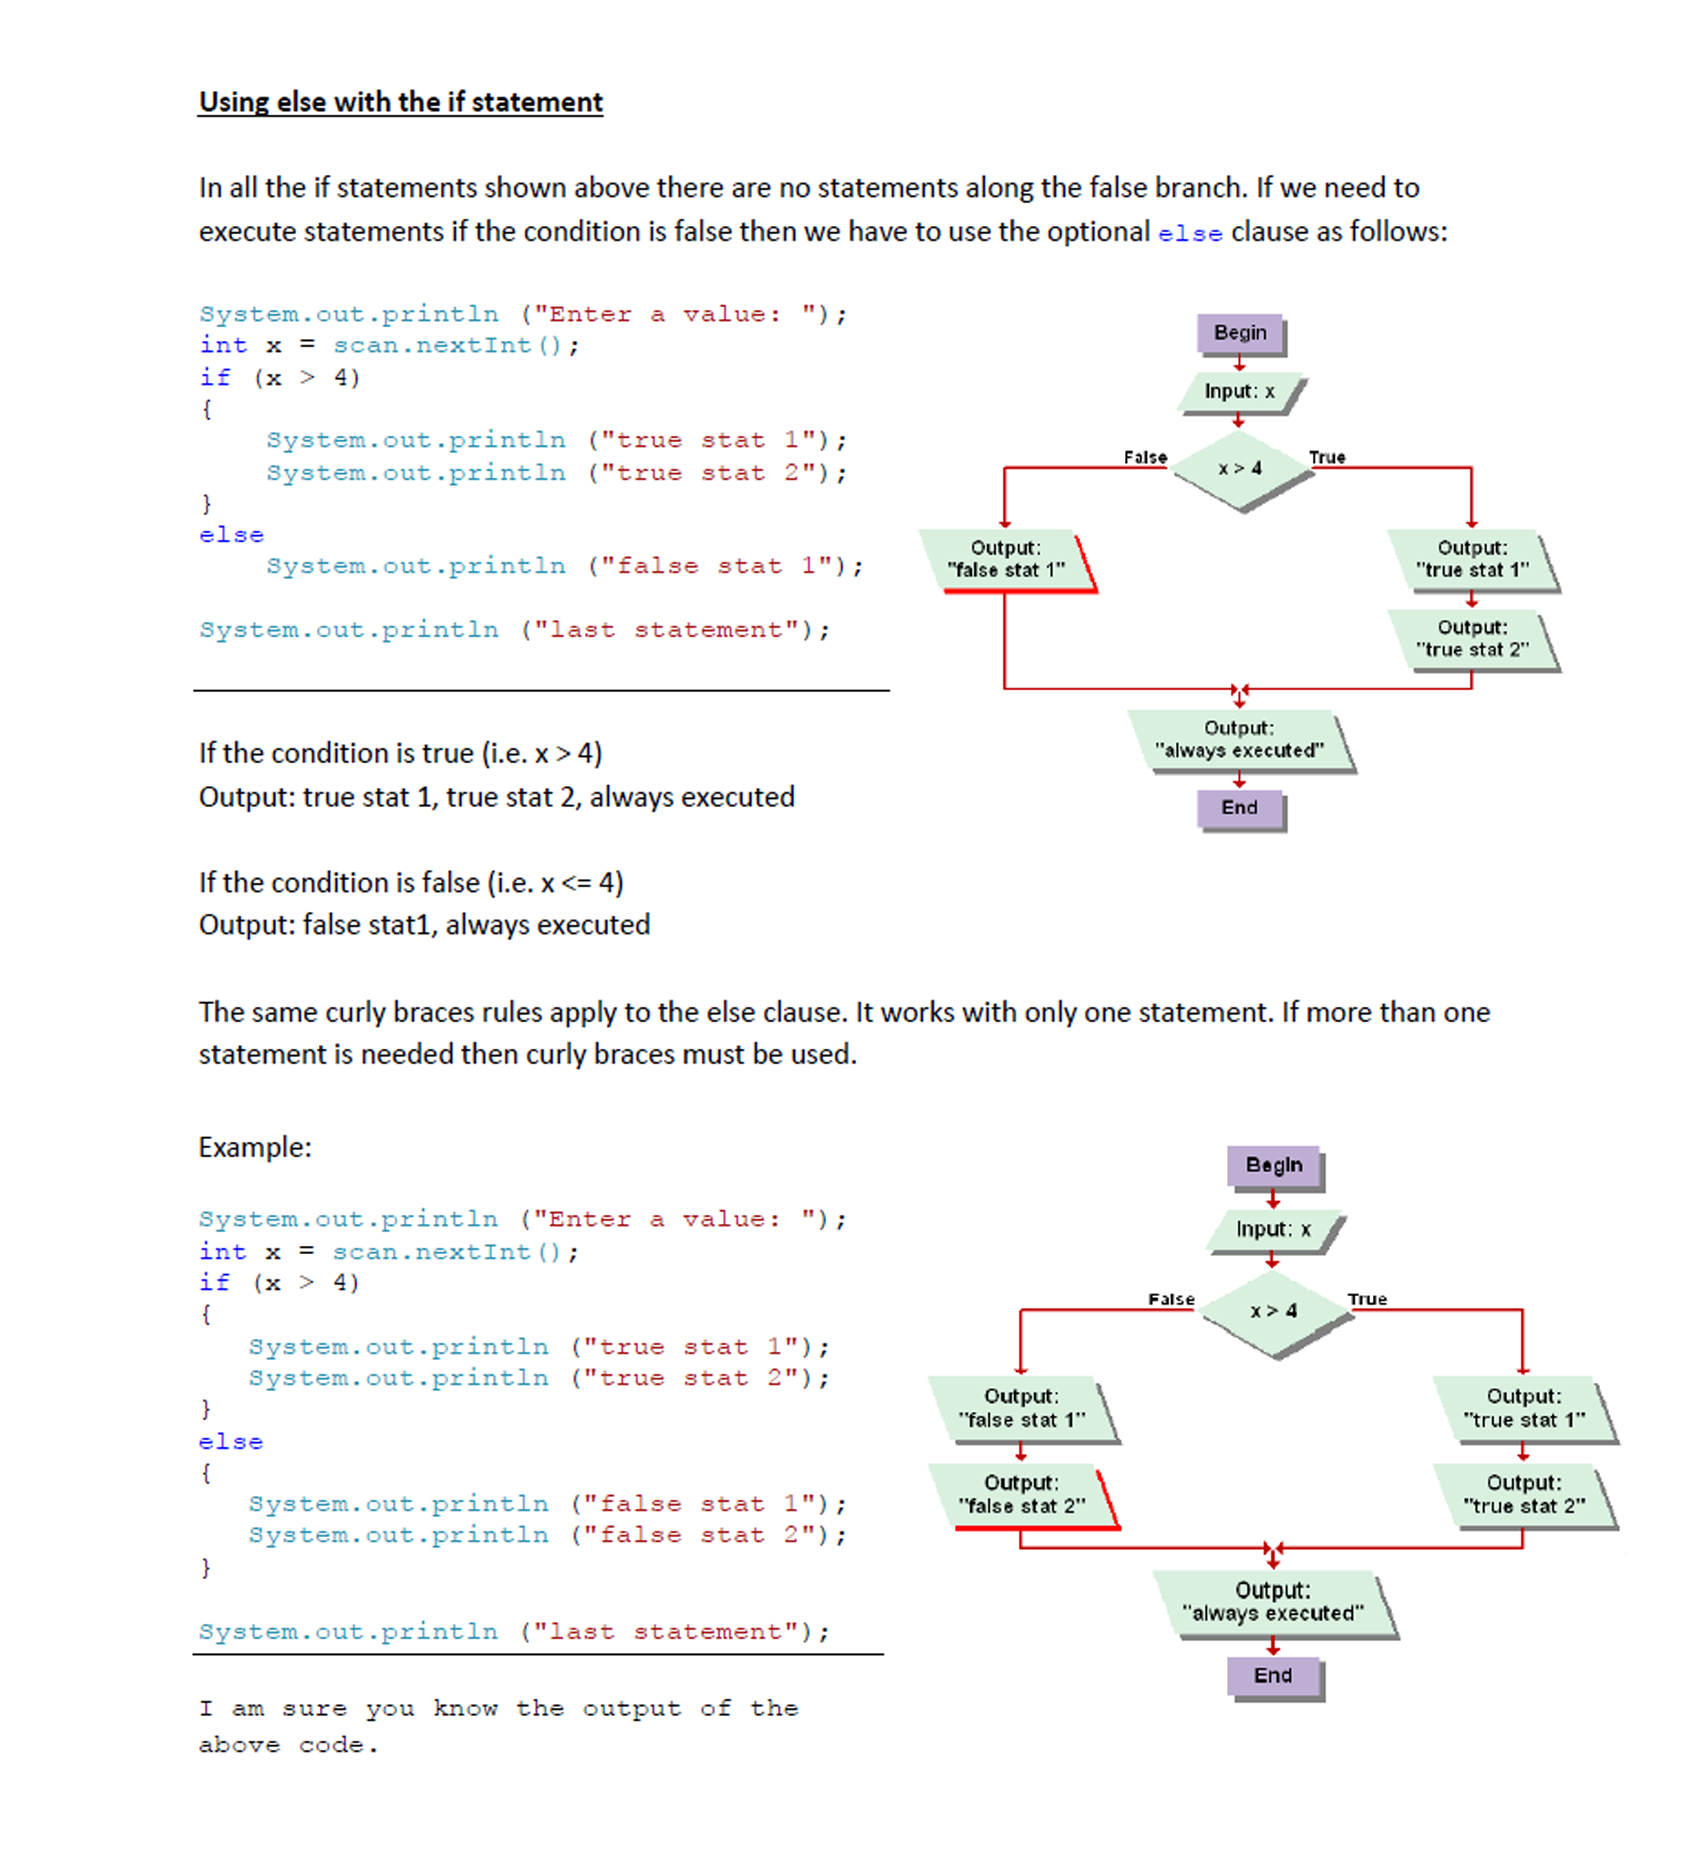 Using else with the if statement
In all the if statements shown above there are no statements along the false branch. If we need to
execute statements if the condition is false then we have to use the optional else clause as follows:
System.out.println ("Enter a value: ");
int x = scan.nextInt();
if (x > 4)
{
System.out.println ("true stat 1");
System.out.println ("true stat 2");
}
else
System.out.println ("false stat 1");
System.out.println ("last statement");
Begin
Input: x
False
x > 4
True
Output:
"false stat 1"
Output:
"true stat 1"
Output:
"true stat 2"
Output:
"always executed"
End
If the condition is true (i.e. x > 4)
Output: true stat 1, true stat 2, always executed
If the condition is false (i.e. x <= 4)
Output: false stat1, always executed
The same curly braces rules apply to the else clause. It works with only one statement. If more than one
statement is needed then curly braces must be used.
Example:
System.out.println ("Enter a value: ");
int x = scan.nextInt();
if (x > 4)
{
System.out.println ("true stat 1");
System.out.println ("true stat 2");
}
else
{
System.out.println ("false stat 1");
System.out.println ("false stat 2");
}
System.out.println ("last statement");
Begin
Input: x
False
x > 4
True
Output:
"false stat 1"
Output:
"false stat 2"
Output:
"true stat 1"
Output:
"true stat 2"
Output:
"always executed"
End
I am sure you know the output of the
above code.